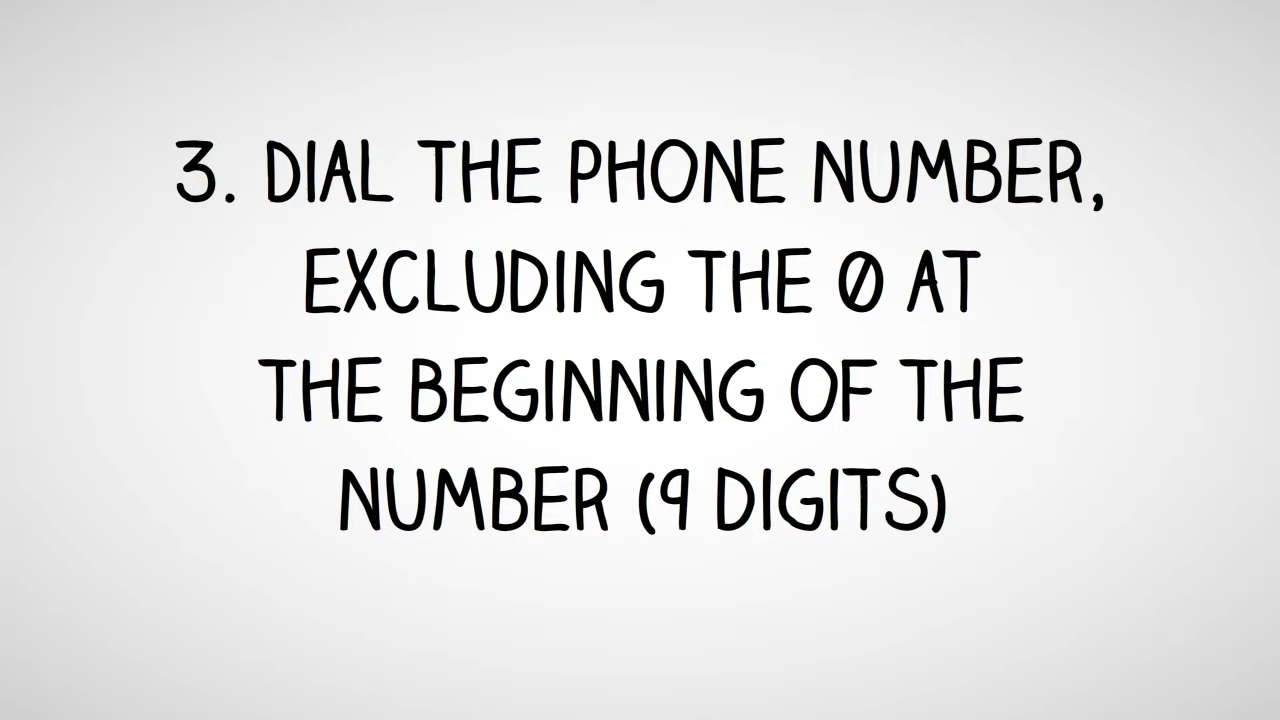 3. DIAL THE PHONE NUMBER,
EXCLUDING THE 0 AT
THE BEGINNING OF THE
NUMBER (9 DIGITS)